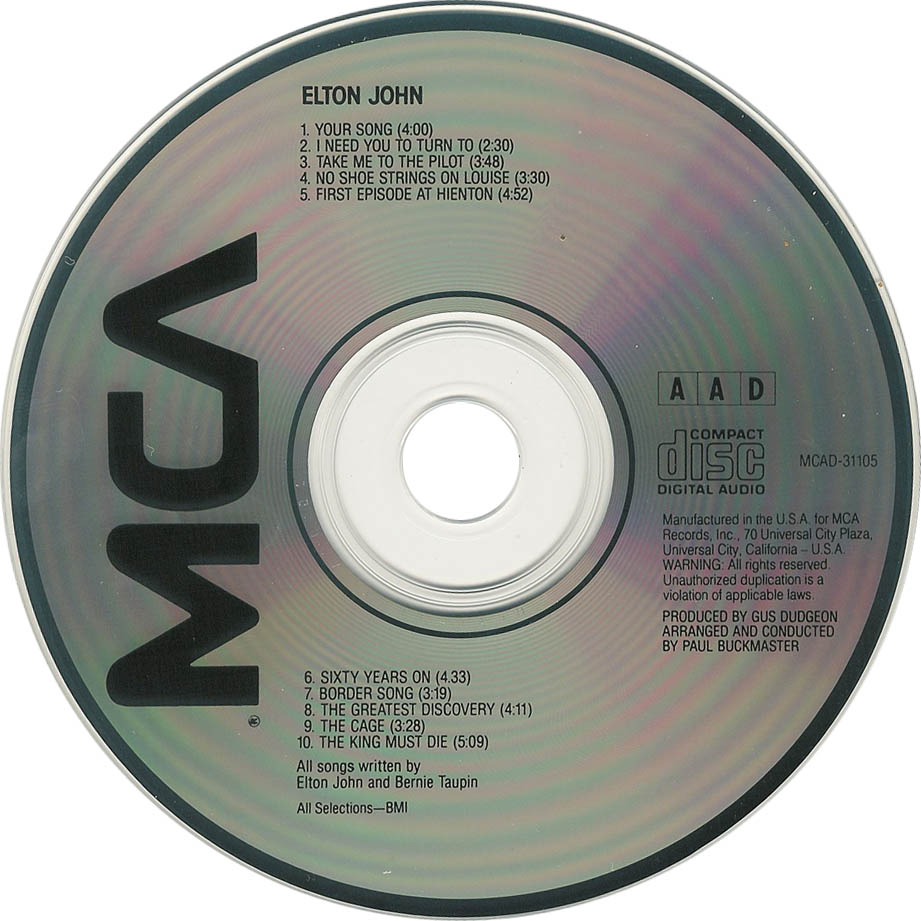 ELTON JOHN
1. YOUR SONG (4:00)
2. I NEED YOU TO TURN TO (2:30)
3. TAKE ME TO THE PILOT (3:48)
4. NO SHOE STRINGS ON LOUISE (3:30)
5. FIRST EPISODE AT HIENTON (4:52)
MCA
®
A A D
COMPACT
disc
DIGITAL AUDIO
MCAD-31105
Manufactured in the U.S.A. for MCA
Records, Inc., 70 Universal City Plaza,
Universal City, California – U.S.A.
WARNING: All rights reserved.
Unauthorized duplication is a
violation of applicable laws.
PRODUCED BY GUS DUDGEON
ARRANGED AND CONDUCTED
BY PAUL BUCKMASTER
6. SIXTY YEARS ON (4.33)
7. BORDER SONG (3:19)
8. THE GREATEST DISCOVERY (4:11)
9. THE CAGE (3:28)
10. THE KING MUST DIE (5:09)
All songs written by
Elton John and Bernie Taupin
All Selections—BMI